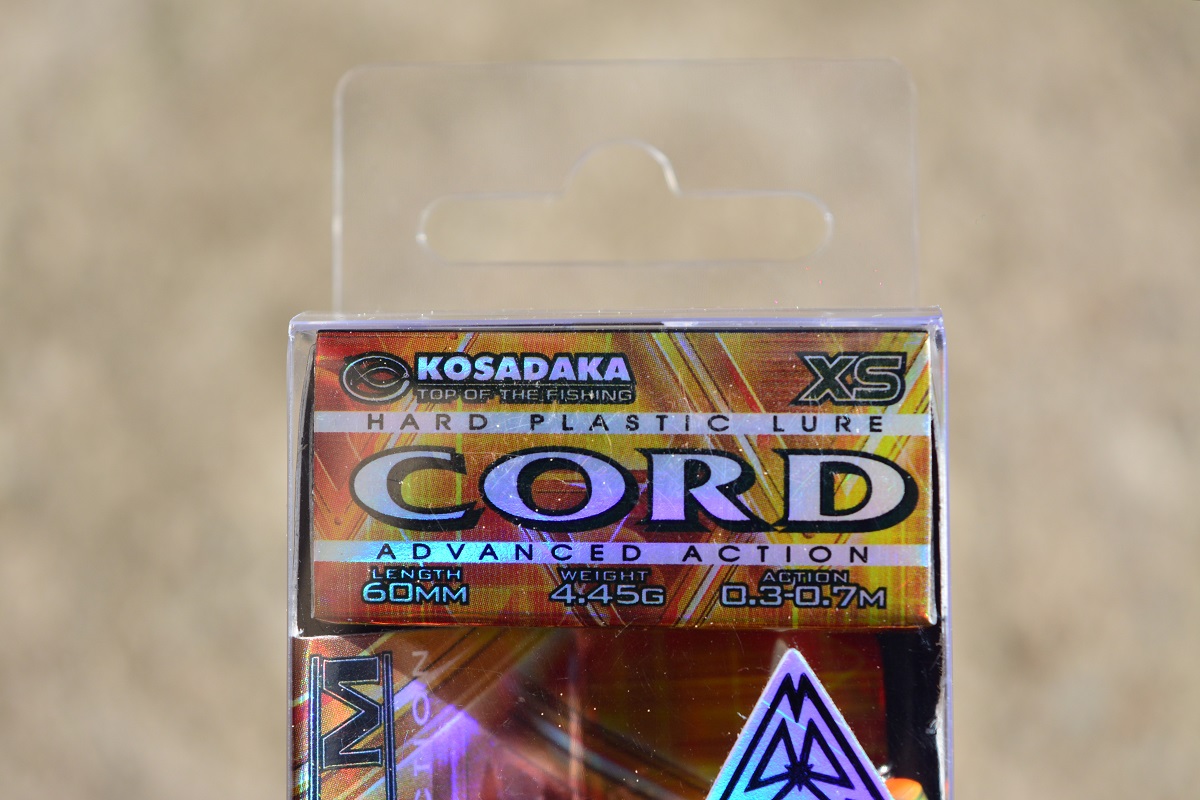 KOSADAKA
TOP OF THE FISHING
XS
HARD PLASTIC LURE
CORD
ADVANCED ACTION
LENGTH WEIGHT ACTION
60MM 4.45G 0.3-0.7M
M